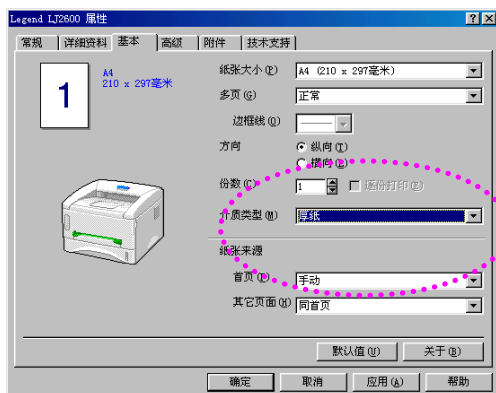 Legend LJ2600 属性
常规 详细资料 基本 高级 附件 技术支持
1
A4
210 x 297毫米
纸张大小(P) A4 (210 x 297毫米)
多页(G) 正常
边框线(O)
方向 纵向(T)
横向(L)
份数(C) 1 逐份打印(E)
介质类型(M) 厚纸
纸张来源
首页(F) 手动
其它页面(H) 同首页
默认值(U) 关于(B)
确定 取消 应用(A) 帮助